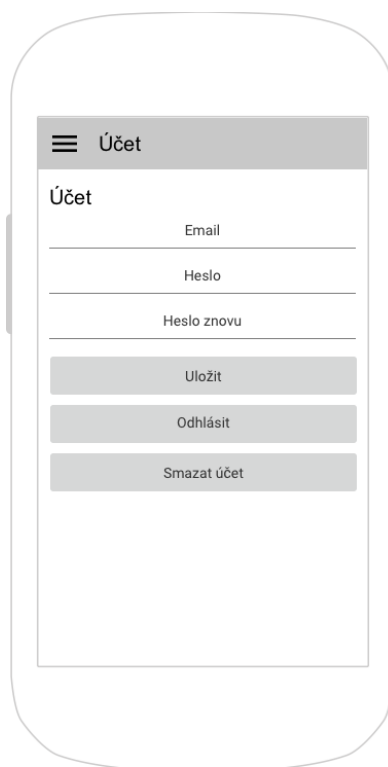 Účet
Účet
Email
Heslo
Heslo znovu
Uložit
Odhlásit
Smazat účet